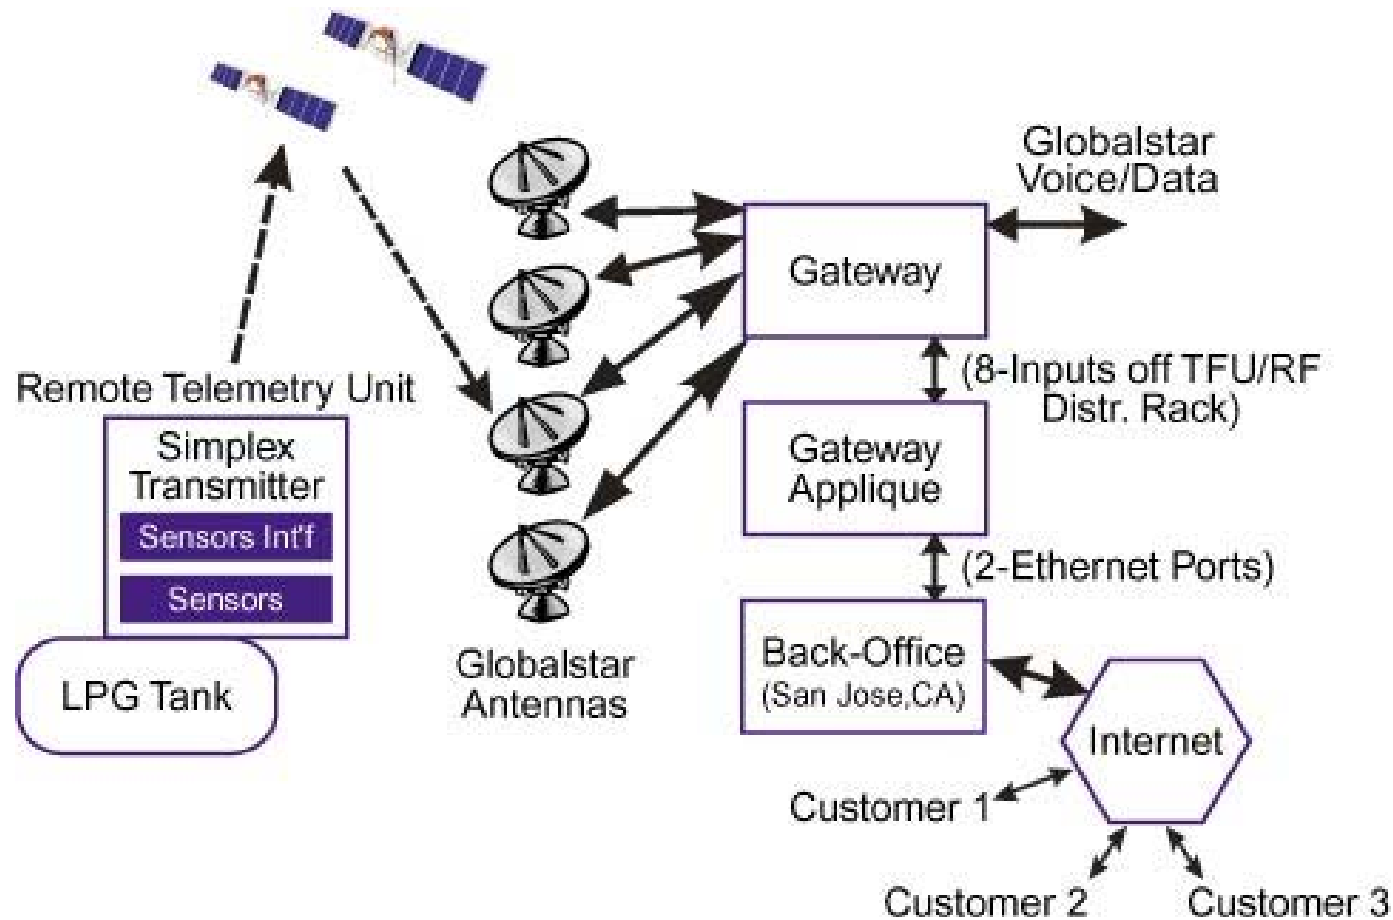 Globalstar
Voice/Data
Gateway
(8-Inputs off TFU/RF
Distr. Rack)
Remote Telemetry Unit
Simplex
Transmitter
Sensors Int'f
Sensors
LPG Tank
Globalstar
Antennas
Gateway
Applique
(2-Ethernet Ports)
Back-Office
(San Jose,CA)
Internet
Customer 1
Customer 2
Customer 3